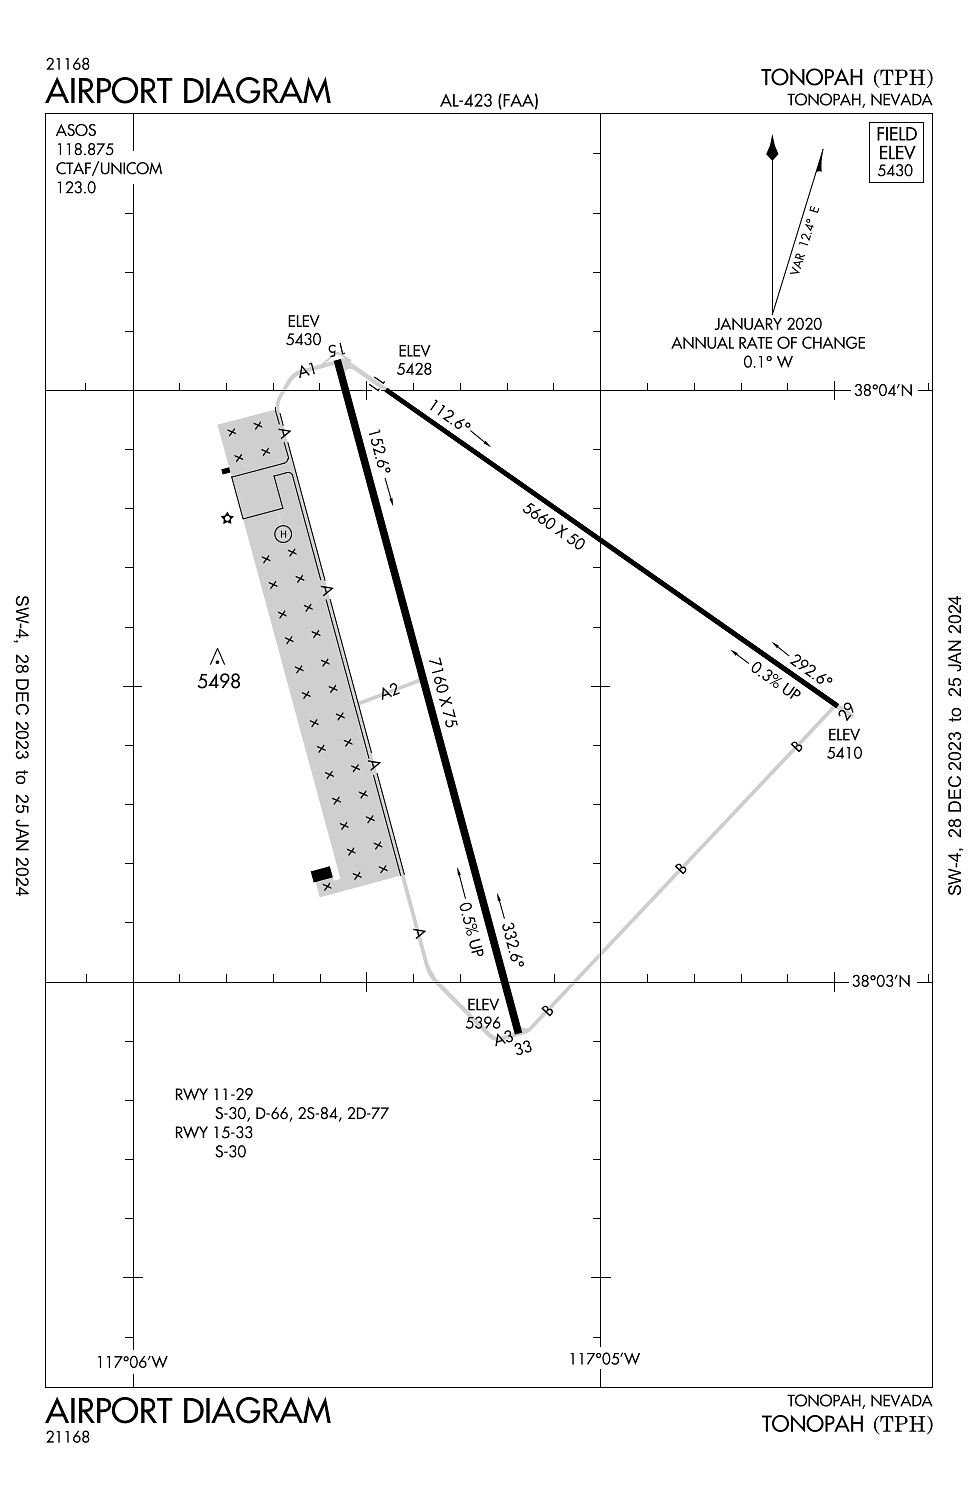 21168
AIRPORT DIAGRAM
AL-423 (FAA)
TONOPAH (TPH)
TONOPAH, NEVADA
ASOS
118.875
CTAF/UNICOM
123.0
FIELD
ELEV
5430
VAR 12.4° E
JANUARY 2020
ANNUAL RATE OF CHANGE
0.1° W
ELEV
5430
15
ELEV
5428
11
A1
38°04'N
A
112.6°
152.6°
5660 X 50
H
A
SW-4, 28 DEC 2023 to 25 JAN 2024
SW-4, 28 DEC 2023 to 25 JAN 2024
5498
A2
7160 X 75
292.6°
0.3% UP
29
ELEV
5410
B
A
B
A
0.5% UP
332.6°
38°03'N
ELEV
5396
B
A3
33
RWY 11-29
S-30, D-66, 2S-84, 2D-77
RWY 15-33
S-30
117°06'W
117°05'W
AIRPORT DIAGRAM
21168
TONOPAH, NEVADA
TONOPAH (TPH)